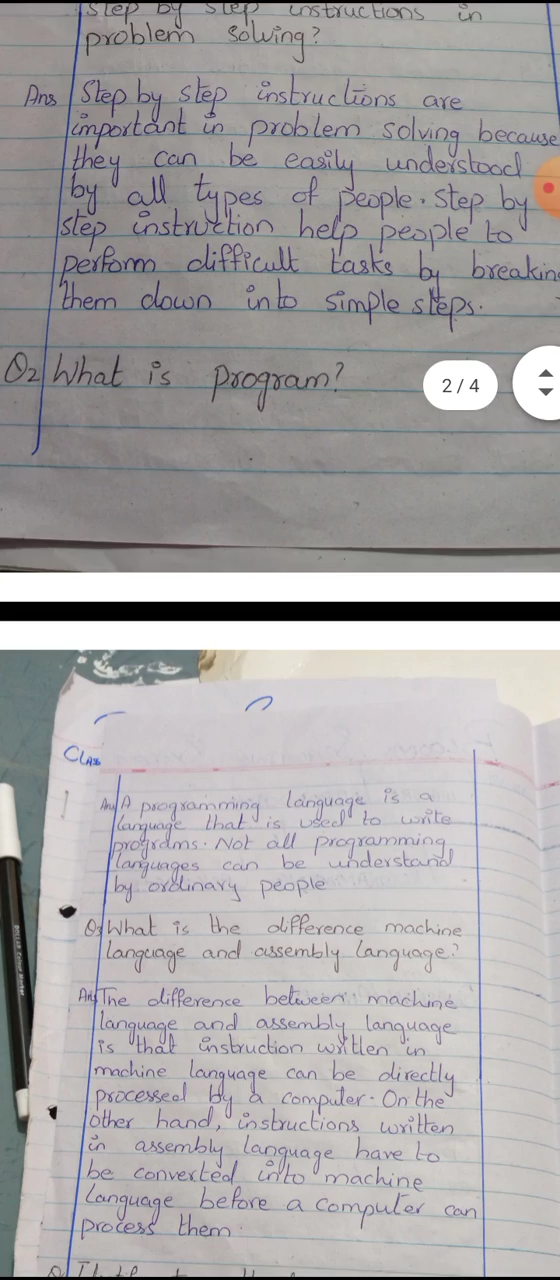 step by step instructions in
problem solving?
Ans Step by step instructions are
important in problem solving because
they can be easily understood
by all types of people. Step by
step instruction help people to
perform difficult tasks by breakin
them down into simple steps.
Q2 What is program?
2 / 4
Class
Ans A programming language is a
language that is used to write
programs. Not all programming
languages can be understand
by ordinary people
Q3 What is the difference machine
language and assembly language?
Ans The difference between machine
language and assembly language
is that instruction written in
machine language can be directly
processed by a computer. On the
other hand, instructions written
in assembly language have to
be converted into machine
language before a computer can
process them.